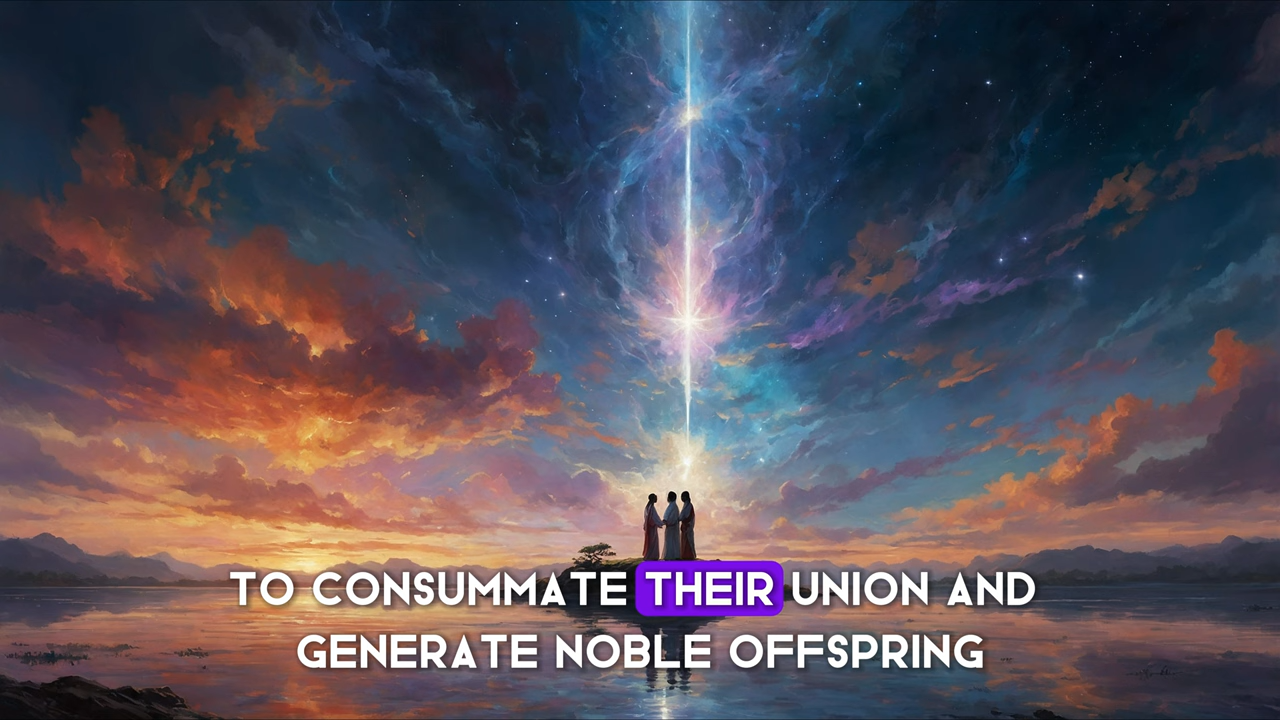 TO CONSUMMATE THEIR UNION AND
GENERATE NOBLE OFFSPRING